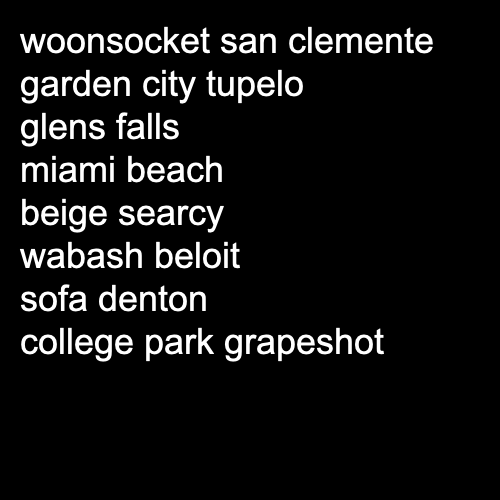 woonsocket san clemente
garden city tupelo
glens falls
miami beach
beige searcy
wabash beloit
sofa denton
college park grapeshot